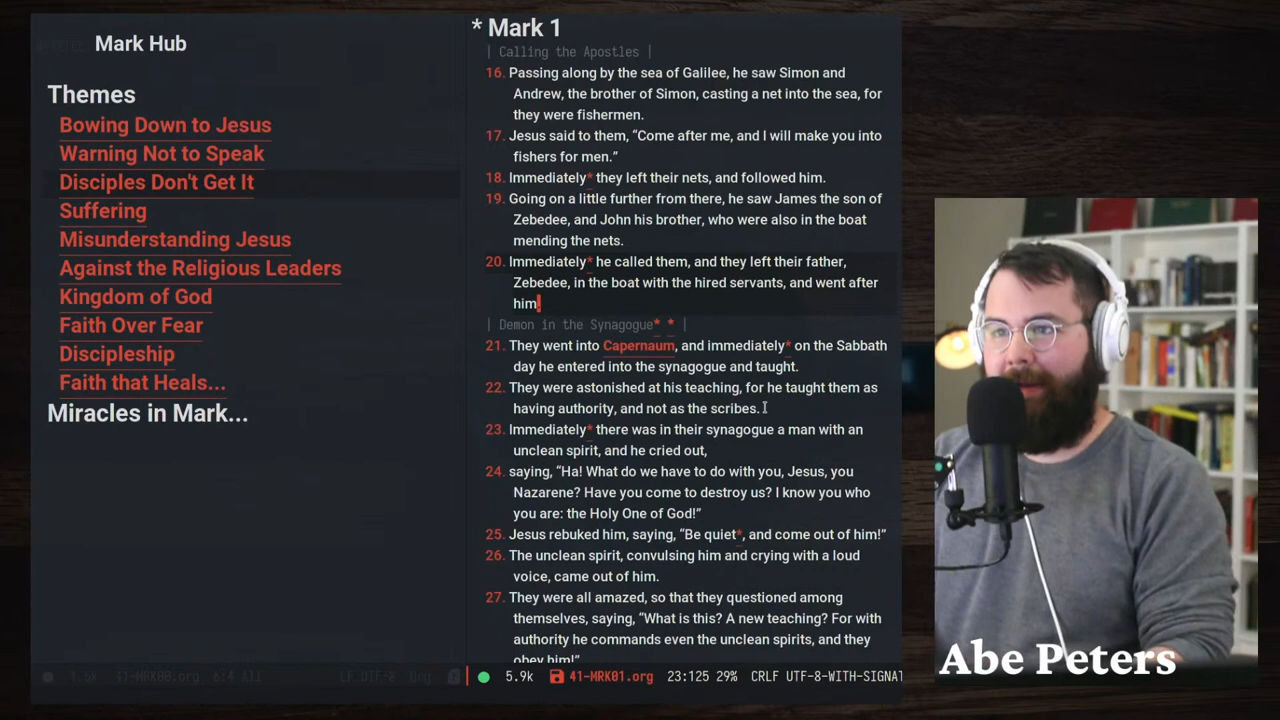 Mark Hub
Themes
Bowing Down to Jesus
Warning Not to Speak
Disciples Don't Get It
Suffering
Misunderstanding Jesus
Against the Religious Leaders
Kingdom of God
Faith Over Fear
Discipleship
Faith that Heals...
Miracles in Mark...
1.6k 41-MRK00.org 6:4 All LF UTF-8 Org
* Mark 1
| Calling the Apostles |
16. Passing along by the sea of Galilee, he saw Simon and
Andrew, the brother of Simon, casting a net into the sea, for
they were fishermen.
17. Jesus said to them, “Come after me, and I will make you into
fishers for men.”
18. Immediately* they left their nets, and followed him.
19. Going on a little further from there, he saw James the son of
Zebedee, and John his brother, who were also in the boat
mending the nets.
20. Immediately* he called them, and they left their father,
Zebedee, in the boat with the hired servants, and went after
him
| Demon in the Synagogue* * |
21. They went into Capernaum, and immediately* on the Sabbath
day he entered into the synagogue and taught.
22. They were astonished at his teaching, for he taught them as
having authority, and not as the scribes.
23. Immediately* there was in their synagogue a man with an
unclean spirit, and he cried out,
24. saying, “Ha! What do we have to do with you, Jesus, you
Nazarene? Have you come to destroy us? I know you who
you are: the Holy One of God!”
25. Jesus rebuked him, saying, “Be quiet*, and come out of him!”
26. The unclean spirit, convulsing him and crying with a loud
voice, came out of him.
27. They were all amazed, so that they questioned among
themselves, saying, “What is this? A new teaching? For with
authority he commands even the unclean spirits, and they
obey him!”
5.9k 41-MRK01.org 23:125 29% CRLF UTF-8-WITH-SIGNAT
Abe Peters